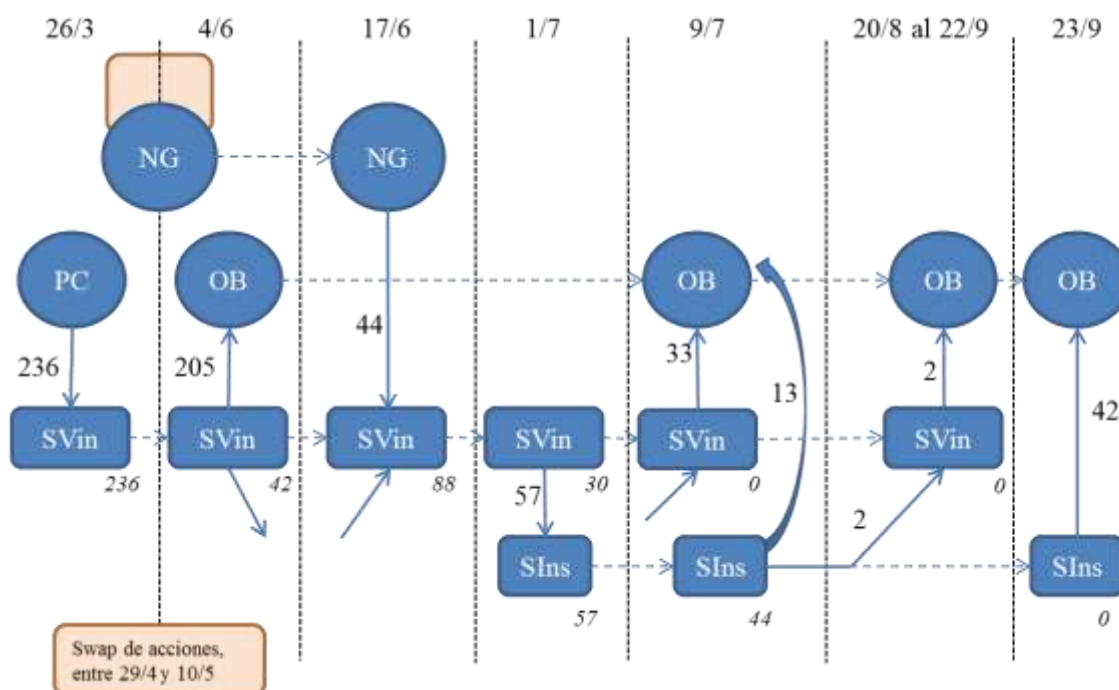 26/3 4/6 17/6 1/7 9/7 20/8 al 22/9 23/9
NG NG
PC OB OB OB OB
236 205 44 33 13 2 42
SVin SVin SVin SVin SVin SVin
236 42 88 30 0 0
57 2
SIns SIns SIns
57 44 0
Swap de acciones,
entre 29/4 y 10/5